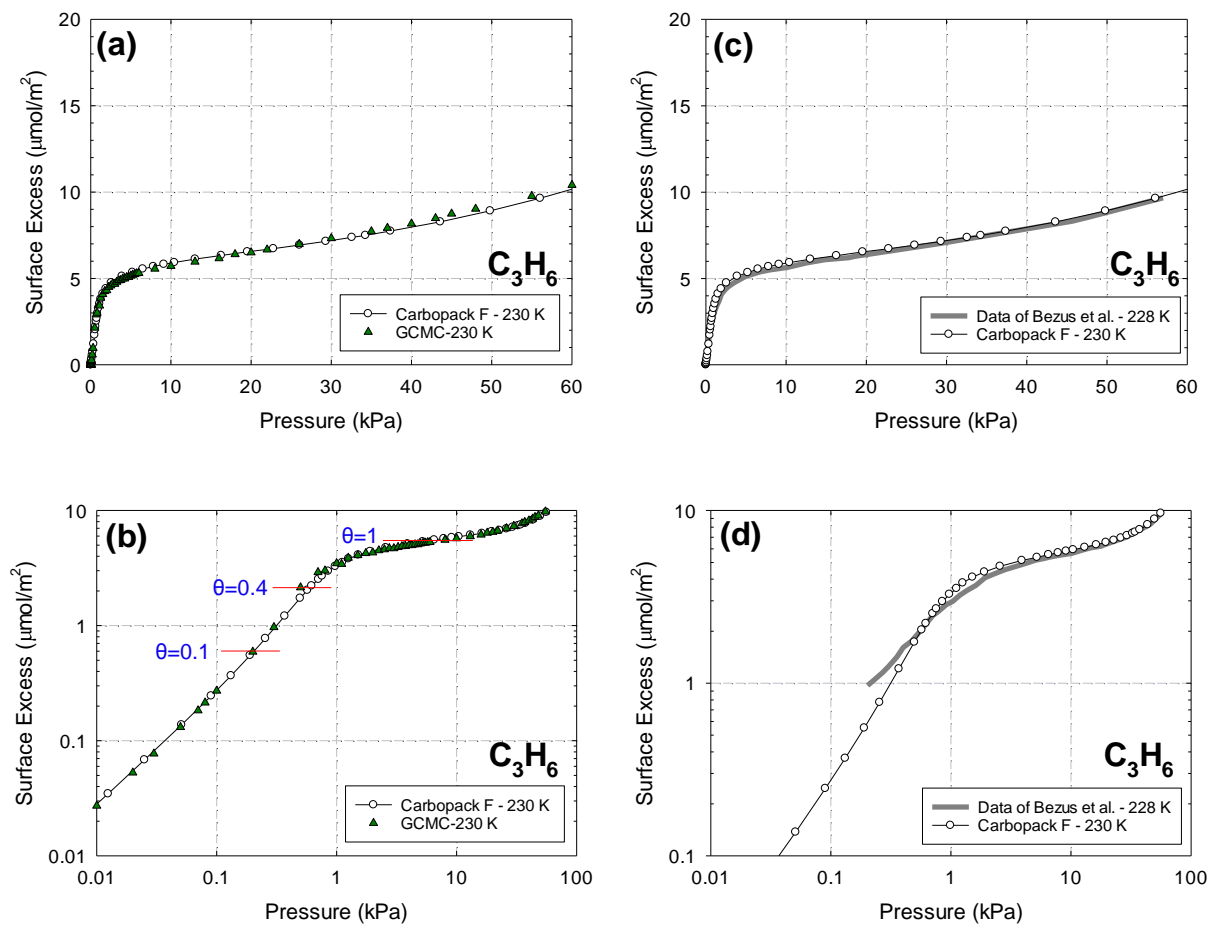 (a)
20
15
10
5
0
Surface Excess (μmol/m²)
C₃H₆
Carbopack F - 230 K
GCMC-230 K
0 10 20 30 40 50 60
Pressure (kPa)
(c)
20
15
10
5
0
Surface Excess (μmol/m²)
C₃H₆
Data of Bezus et al. - 228 K
Carbopack F - 230 K
0 10 20 30 40 50 60
Pressure (kPa)
(b)
10
1
0.1
0.01
Surface Excess (μmol/m²)
θ=1
θ=0.4
θ=0.1
C₃H₆
Carbopack F - 230 K
GCMC-230 K
0.01 0.1 1 10 100
Pressure (kPa)
(d)
10
1
0.1
Surface Excess (μmol/m²)
C₃H₆
Data of Bezus et al. - 228 K
Carbopack F - 230 K
0.01 0.1 1 10 100
Pressure (kPa)